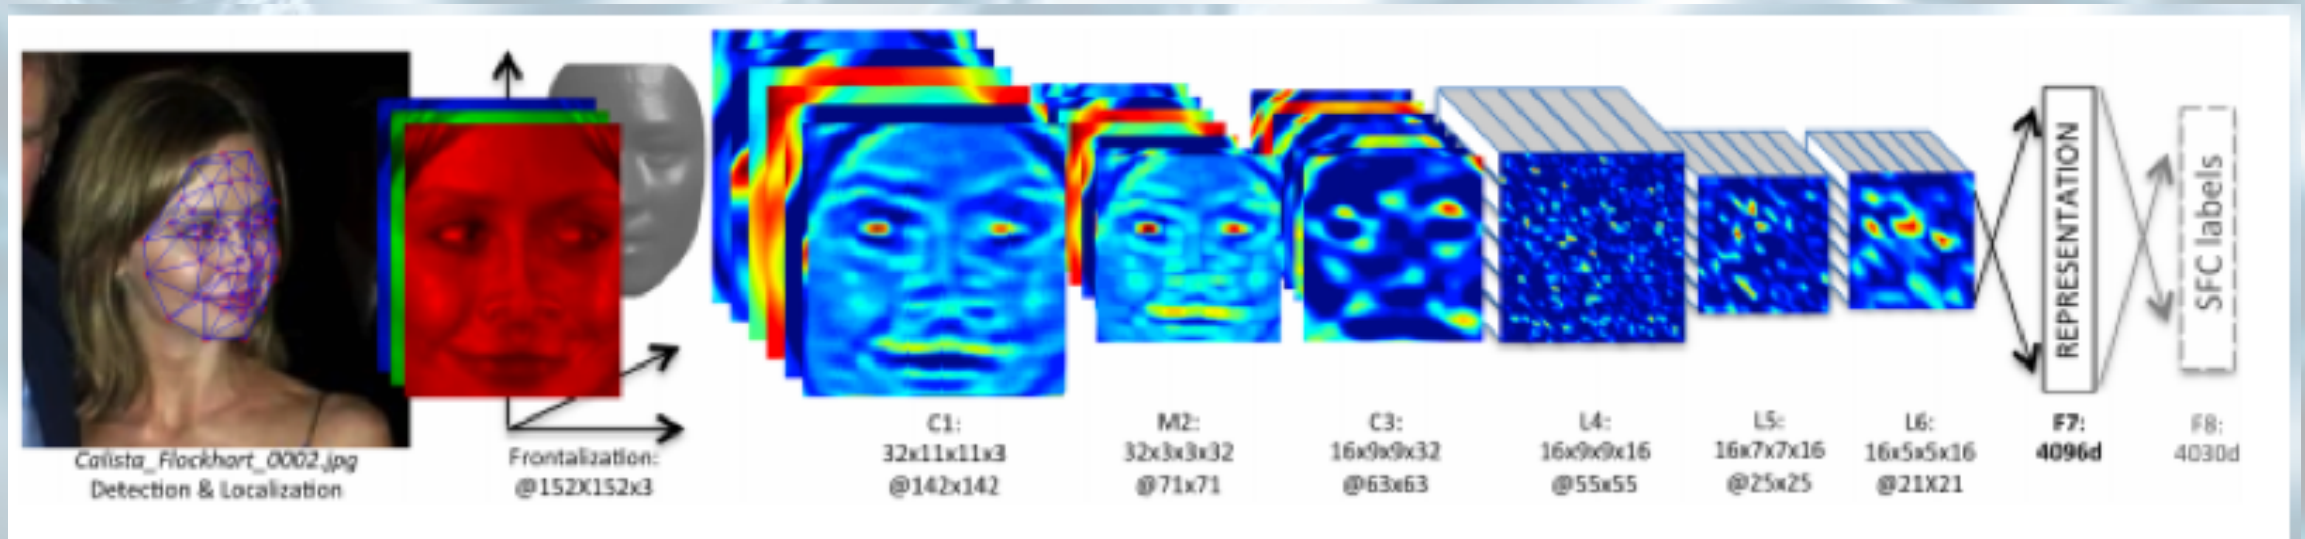 Calista_Flockhart_0002.jpg
Detection & Localization
Frontalization:
@152X152x3
C1:
32x11x11x3
@142x142
M2:
32x3x3x32
@71x71
C3:
16x9x9x32
@63x63
L4:
16x9x9x16
@55x55
L5:
16x7x7x16
@25x25
L6:
16x5x5x16
@21X21
REPRESENTATION
F7:
4096d
SFC labels
F8:
4030d